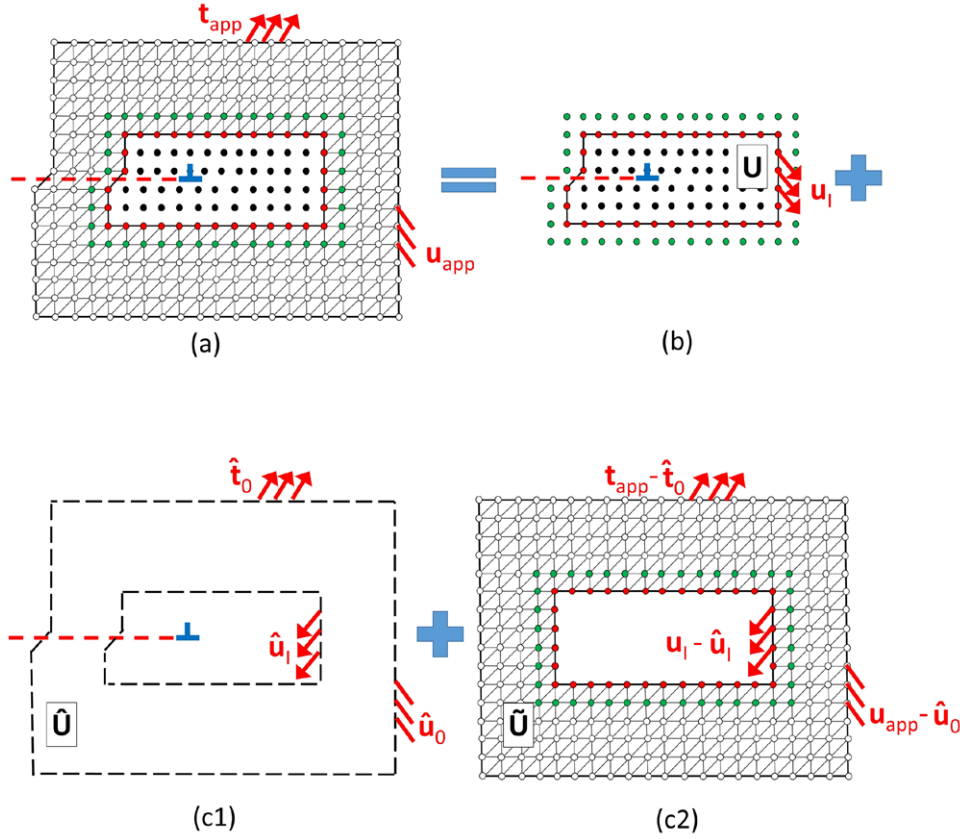 t_app
U
u_I
u_app
(a)
(b)
t̂_0
t_app - t̂_0
û_I
u_I - û_I
Û
û_0
Ũ
u_app - û_0
(c1)
(c2)